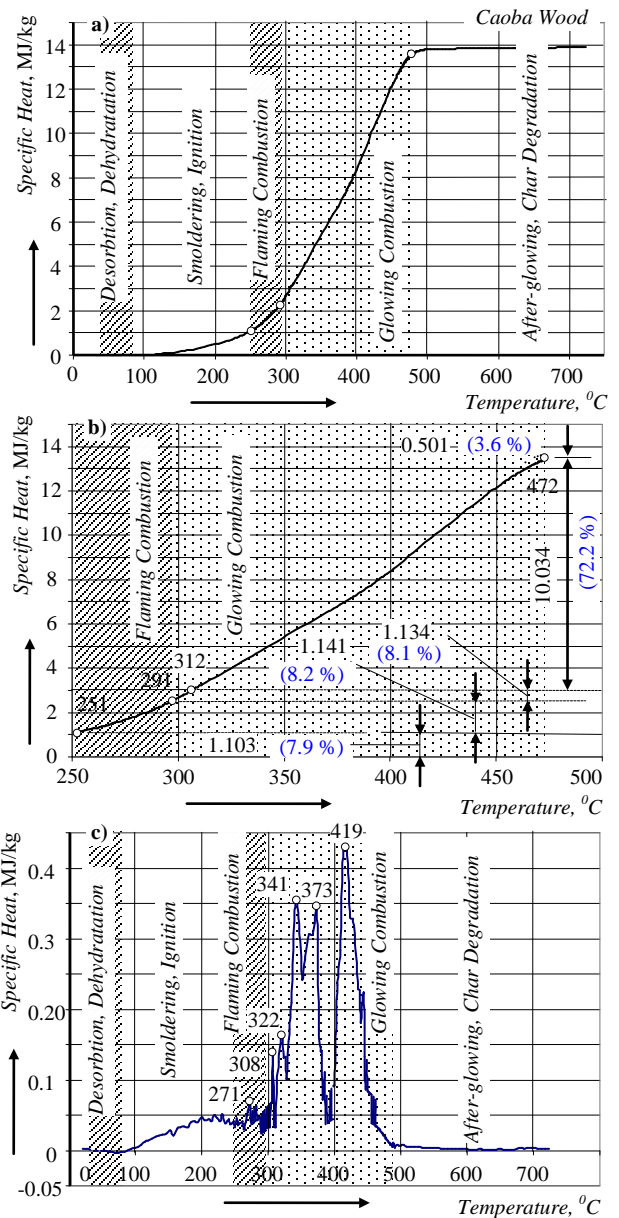 Caoba Wood
a)
Specific Heat, MJ/kg
14
12
10
8
6
4
2
0
Desorbtion, Dehydratation
Smoldering, Ignition
Flaming Combustion
Glowing Combustion
After-glowing, Char Degradation
0 100 200 300 400 500 600 700
Temperature, ⁰C
b)
Specific Heat, MJ/kg
14
12
10
8
6
4
2
0
Flaming Combustion
Glowing Combustion
0.501 (3.6 %)
472
10.034
(72.2 %)
1.134
(8.1 %)
1.141
(8.2 %)
312
291
251
1.103 (7.9 %)
250 300 350 400 450 500
Temperature, ⁰C
c)
Specific Heat, MJ/kg
0.4
0.3
0.20
0.1
0
-0.05
Desorbtion, Dehydratation
Smoldering, Ignition
Flaming Combustion
Glowing Combustion
After-glowing, Char Degradation
419
341
373
322
308
271
0 100 200 300 400 500 600 700
Temperature, ⁰C